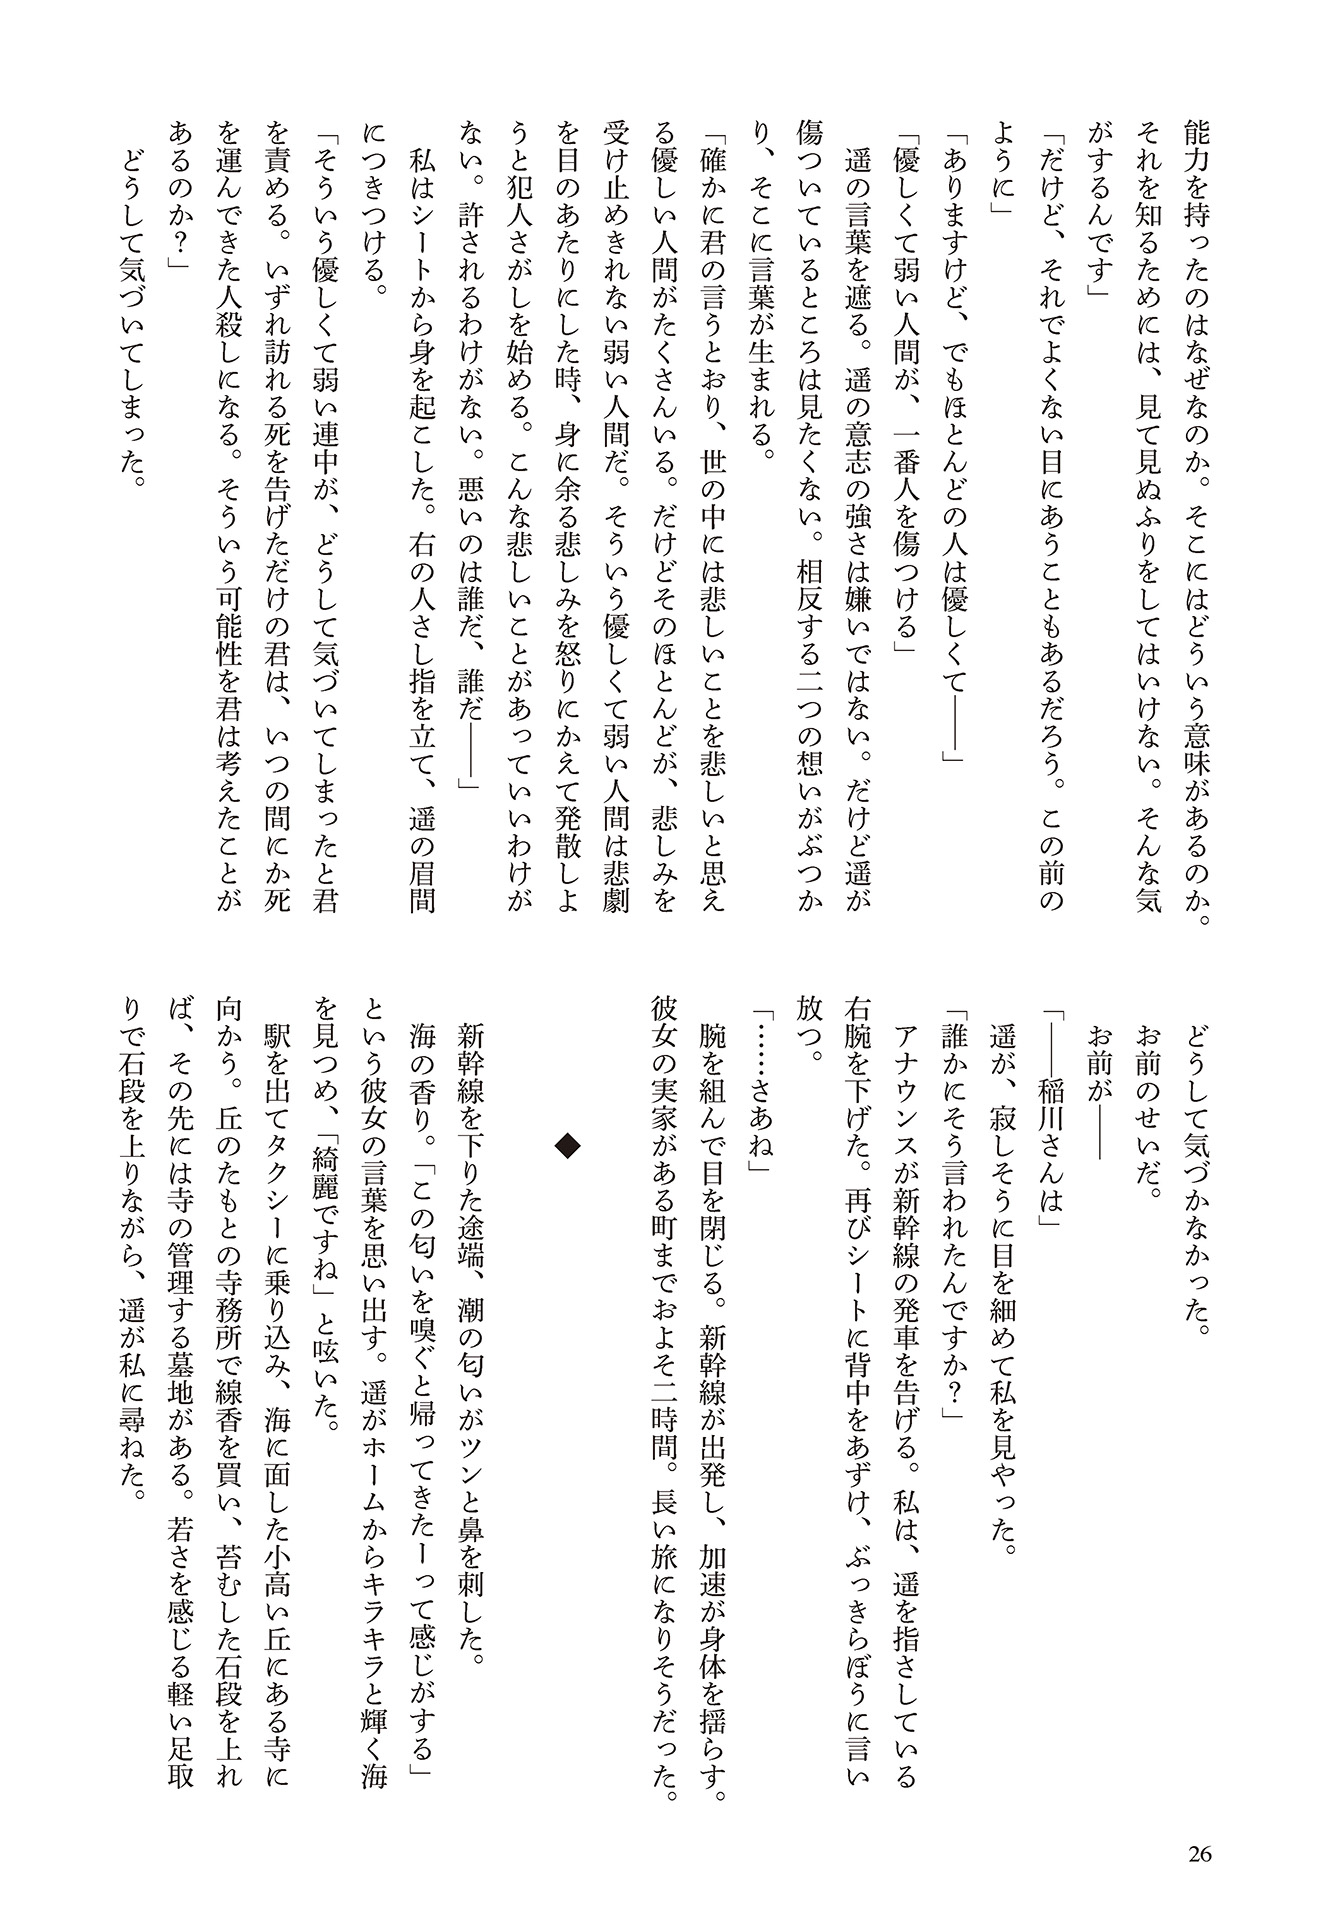 能力を持ったのはなぜなのか。そこにはどういう意味があるのか。
それを知るためには、見て見ぬふりをしてはいけない。そんな気
がするんです」
「だけど、それでよくない目にあうこともあるだろう。この前の
ように」
「ありますけど、でもほとんどの人は優しくて――」
「優しくて弱い人間が、一番人を傷つける」
　遥の言葉を遮る。遥の意志の強さは嫌いではない。だけど遥が
傷ついているところは見たくない。相反する二つの想いがぶつか
り、そこに言葉が生まれる。
「確かに君の言うとおり、世の中には悲しいことを悲しいと思え
る優しい人間がたくさんいる。だけどそのほとんどが、悲しみを
受け止めきれない弱い人間だ。そういう優しくて弱い人間は悲劇
を目のあたりにした時、身に余る悲しみを怒りにかえて発散しよ
うと犯人さがしを始める。こんな悲しいことがあっていいわけが
ない。許されるわけがない。悪いのは誰だ、誰だ――」
　私はシートから身を起こした。右の人さし指を立て、遥の眉間
につきつける。
「そういう優しくて弱い連中が、どうして気づいてしまったと君
を責める。いずれ訪れる死を告げただけの君は、いつの間にか死
を運んできた人殺しになる。そういう可能性を君は考えたことが
あるのか？」
　どうして気づいてしまった。
　どうして気づかなかった。
　お前のせいだ。
　お前が――
「――稲川さんは」
　遥が、寂しそうに目を細めて私を見やった。
「誰かにそう言われたんですか？」
　アナウンスが新幹線の発車を告げる。私は、遥を指さしている
右腕を下げた。再びシートに背中をあずけ、ぶっきらぼうに言い
放つ。
「……さあね」
　腕を組んで目を閉じる。新幹線が出発し、加速が身体を揺らす。
彼女の実家がある町までおよそ二時間。長い旅になりそうだった。
◆
　新幹線を下りた途端、潮の匂いがツンと鼻を刺した。
　海の香り。「この匂いを嗅ぐと帰ってきたーって感じがする」
という彼女の言葉を思い出す。遥がホームからキラキラと輝く海
を見つめ、「綺麗ですね」と呟いた。
　駅を出てタクシーに乗り込み、海に面した小高い丘にある寺に
向かう。丘のたもとの寺務所で線香を買い、苔むした石段を上れ
ば、その先には寺の管理する墓地がある。若さを感じる軽い足取
りで石段を上りながら、遥が私に尋ねた。
26